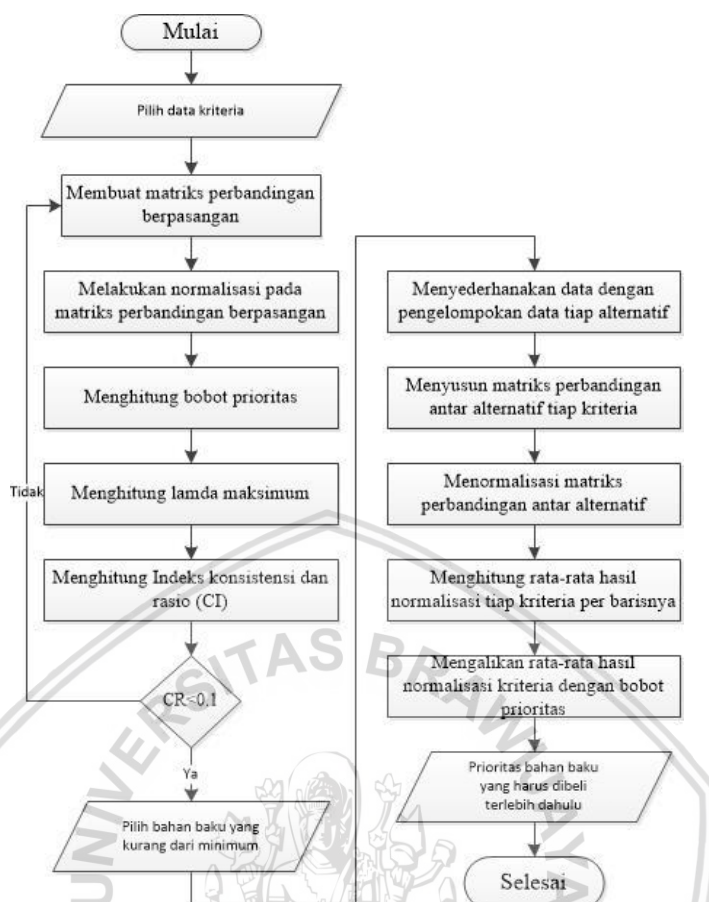 Mulai
Pilih data kriteria
Membuat matriks perbandingan
berpasangan
Melakukan normalisasi pada
matriks perbandingan berpasangan
Menghitung bobot prioritas
Menghitung lamda maksimum
Tidak
Menghitung Indeks konsistensi dan
rasio (CI)
CR<0.1
Ya
Pilih bahan baku yang
kurang dari minimum
Menyederhanakan data dengan
pengelompokan data tiap alternatif
Menyusun matriks perbandingan
antar alternatif tiap kriteria
Menormalisasi matriks
perbandingan antar alternatif
Menghitung rata-rata hasil
normalisasi tiap kriteria per barisnya
Mengalikan rata-rata hasil
normalisasi kriteria dengan bobot
prioritas
Prioritas bahan baku
yang harus dibeli
terlebih dahulu
Selesai
UNIVERSITAS BRAWIJAYA